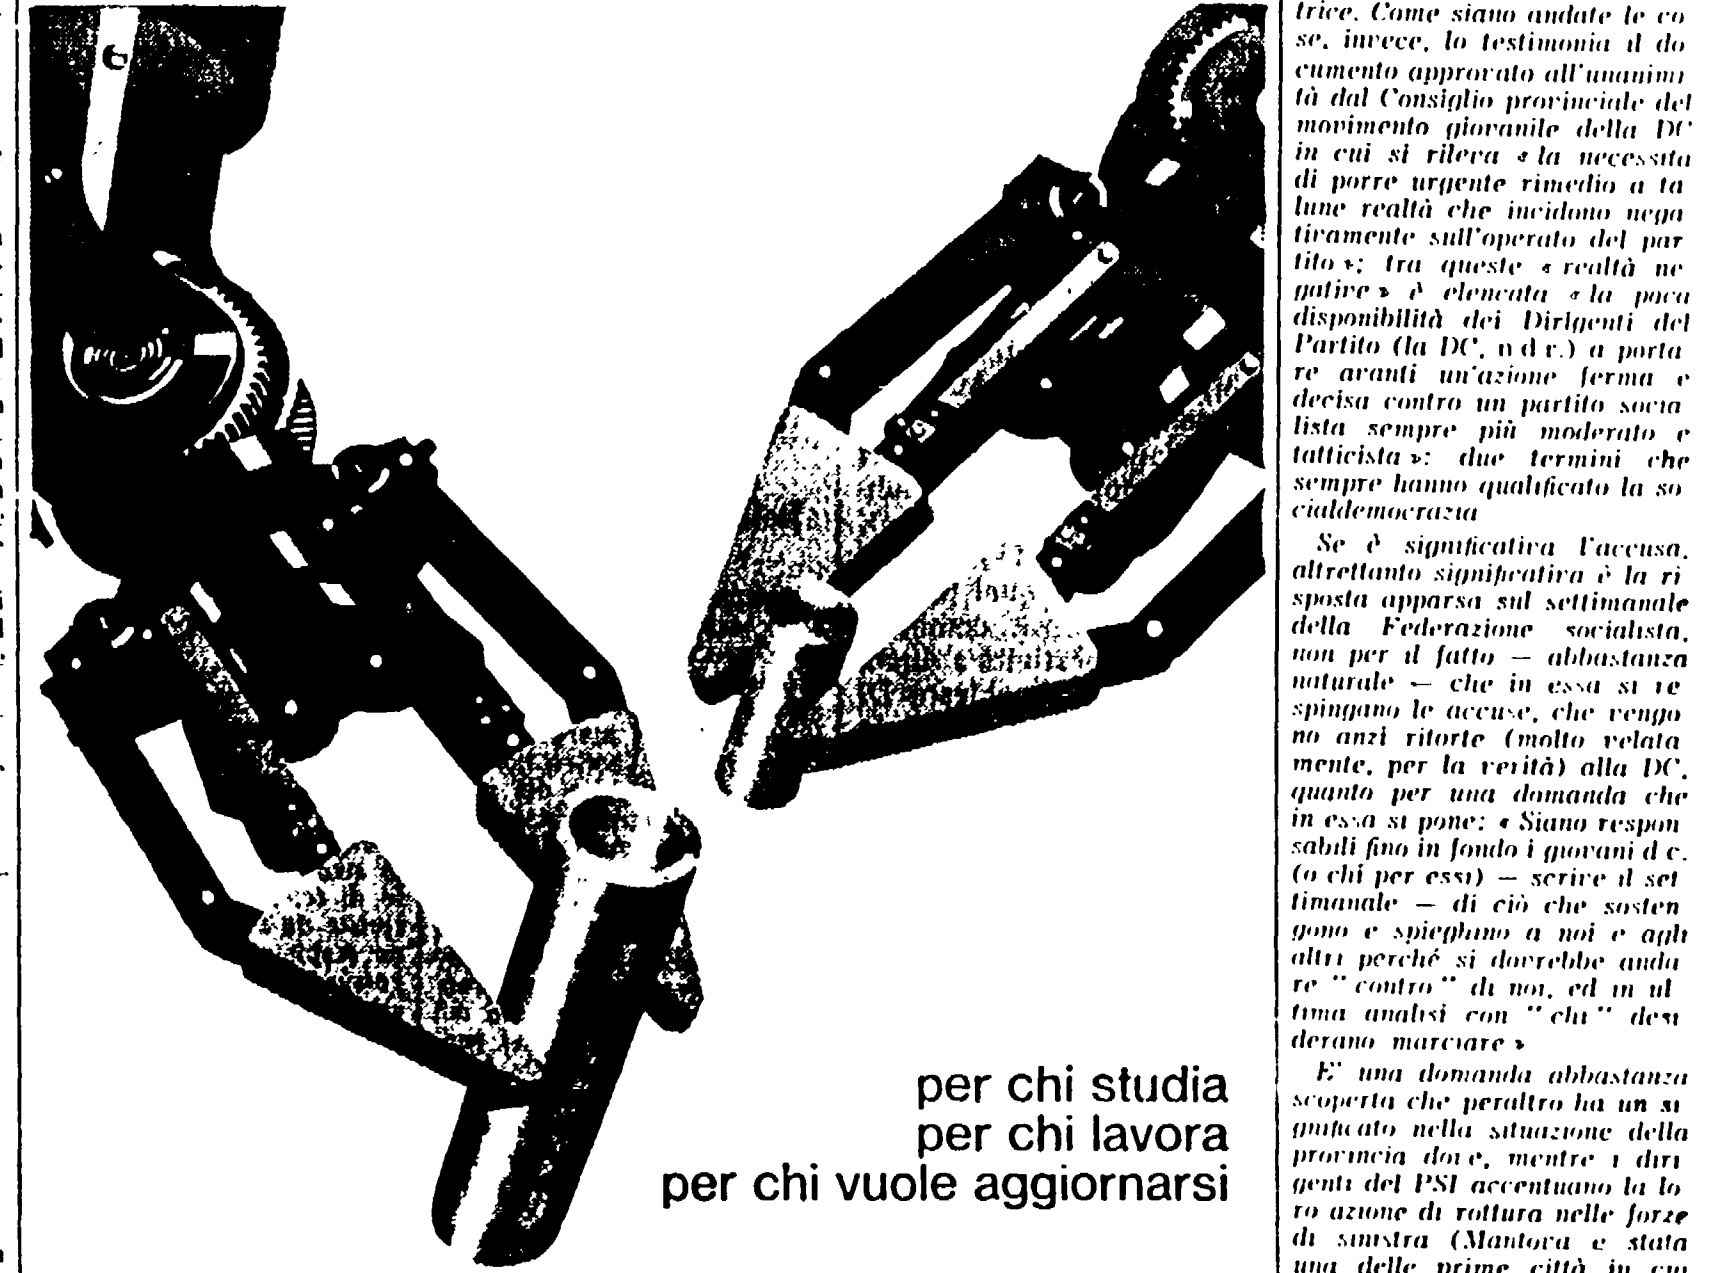 per chi studia
per chi lavora
per chi vuole aggiornarsi
trice. Come siano andate le co
se, invece, lo testimonia il do
cumento approvato all'unanimi
tà dal Consiglio provinciale del
movimento giovanile della DC
in cui si rileva « la necessita
di porre urgente rimedio a ta
lune realtà che incidono nega
tivamente sull'operato del par
tito »; tra queste « realtà ne
gative » è elencata « la poca
disponibilità dei Dirigenti del
Partito (la DC, n d r.) a porta
re avanti un'azione ferma e
decisa contro un partito socia
lista sempre più moderato e
tatticista »: due termini che
sempre hanno qualificato la so
cialdemocrazia
Se è significativa l'accusa,
altrettanto significativa è la ri
sposta apparsa sul settimanale
della Federazione socialista,
non per il fatto — abbastanza
naturale — che in essa si re
spingano le accuse, che vengo
no anzi ritorte (molto velata
mente, per la verità) alla DC,
quanto per una domanda che
in essa si pone: « Siano respon
sabili fino in fondo i giovani d c.
(o chi per essi) — scrive il set
timanale — di ciò che sosten
gono e spieghino a noi e agli
altri perché si dovrebbe anda
re "contro" di noi, ed in ul
tima analisi con "chi" desi
derano marciare »
E' una domanda abbastanza
scoperta che peraltro ha un si
gnificato nella situazione della
provincia dove, mentre i diri
genti del PSI accentuano la lo
ro azione di rottura nelle forze
di sinistra (Mantova e stata
una delle prime città in cui